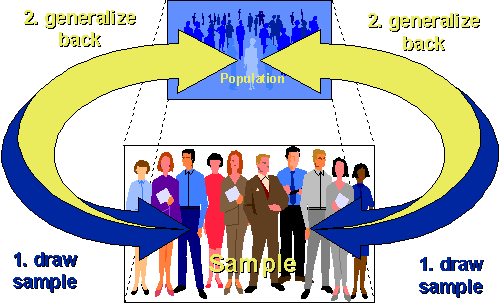 2. generalize
back
2. generalize
back
Population
Sample
1. draw
sample
1. draw
sample